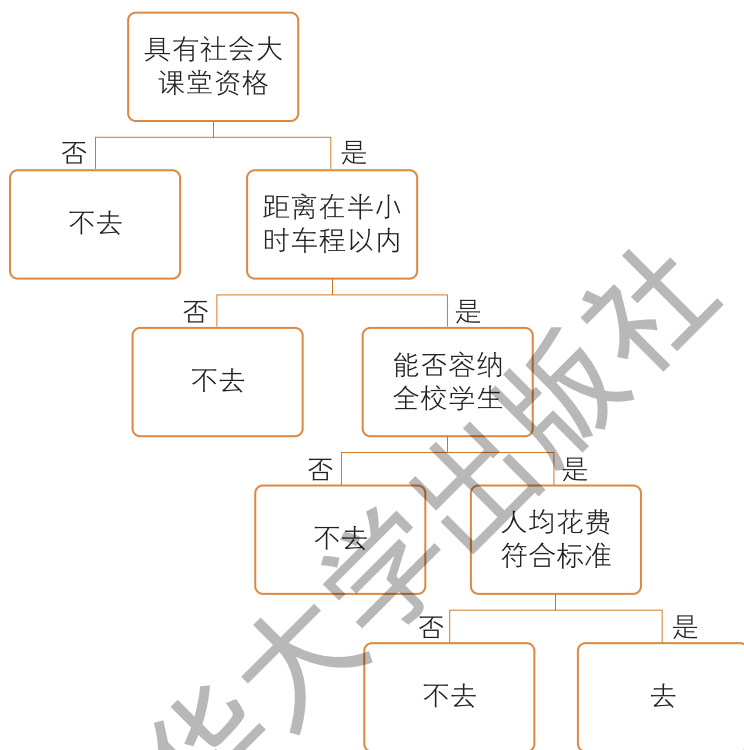 具有社会大
课堂资格
否
是
不去
距离在半小
时车程以内
否
是
不去
能否容纳
全校学生
否
是
不去
人均花费
符合标准
否
是
不去
去
华大学出版社